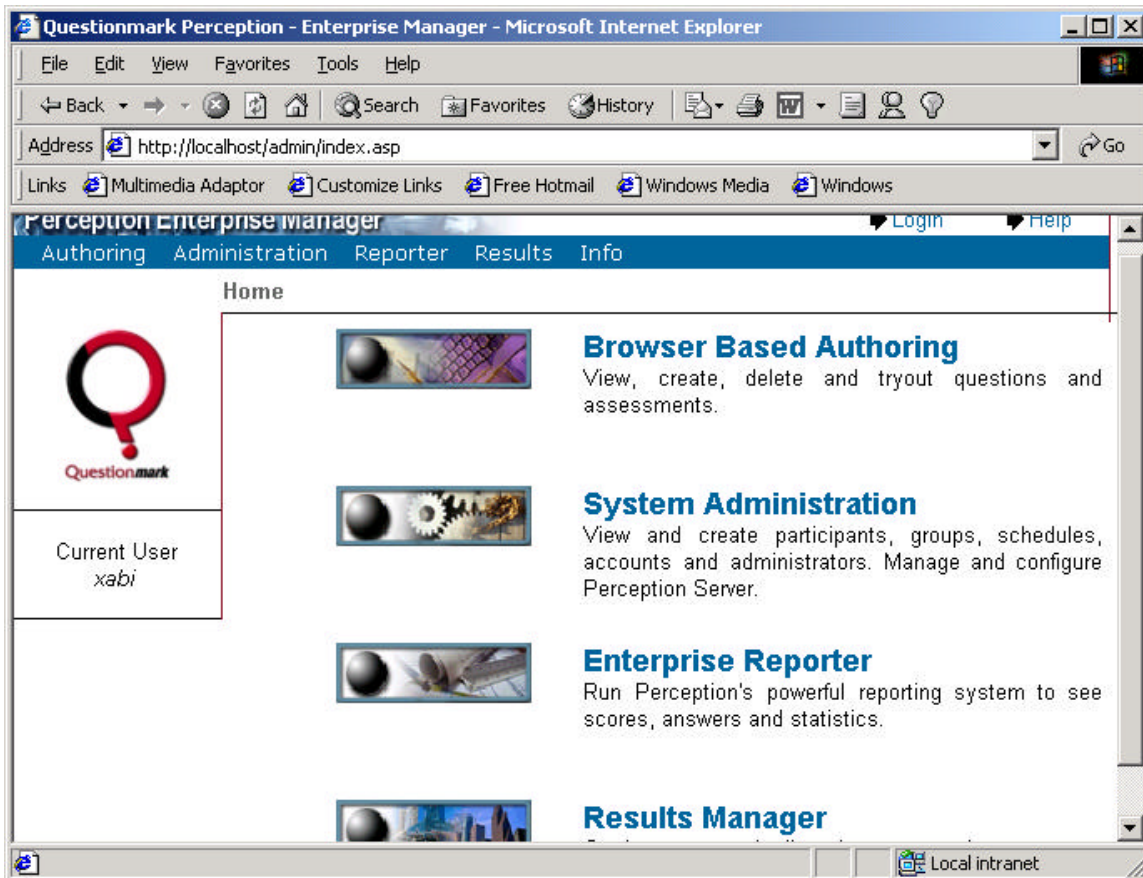 Questionmark Perception - Enterprise Manager - Microsoft Internet Explorer
File Edit View Favorites Tools Help
Back Search Favorites History
Address http://localhost/admin/index.asp Go
Links Multimedia Adaptor Customize Links Free Hotmail Windows Media Windows
Perception Enterprise Manager Login Help
Authoring Administration Reporter Results Info
Home
Questionmark
Current User
xabi
Browser Based Authoring
View, create, delete and tryout questions and
assessments.
System Administration
View and create participants, groups, schedules,
accounts and administrators. Manage and configure
Perception Server.
Enterprise Reporter
Run Perception's powerful reporting system to see
scores, answers and statistics.
Results Manager
Local intranet